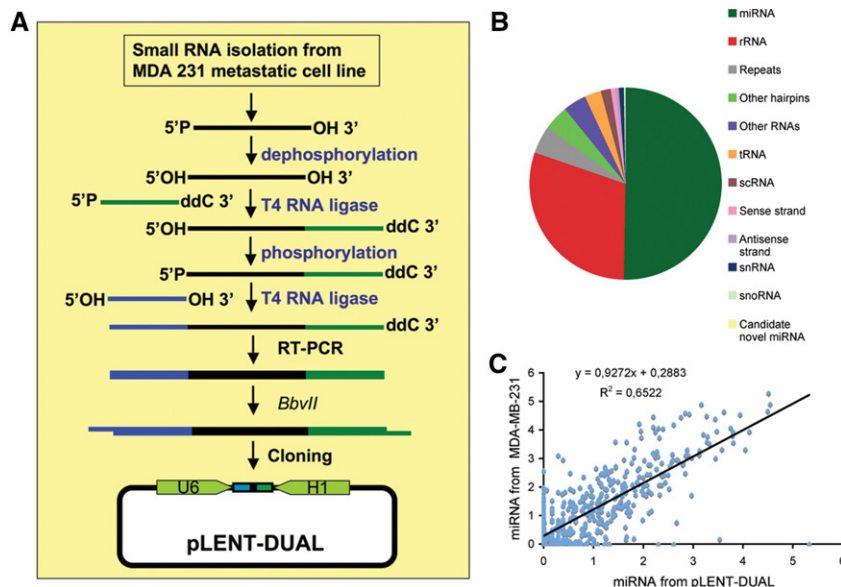 A
Small RNA isolation from
MDA 231 metastatic cell line
5'P
OH 3'
dephosphorylation
5'OH
OH 3'
5'P
ddC 3'
T4 RNA ligase
5'OH
ddC 3'
phosphorylation
5'P
ddC 3'
5'OH
OH 3'
T4 RNA ligase
ddC 3'
RT-PCR
BbvII
Cloning
U6
H1
pLENT-DUAL
B
miRNA
rRNA
Repeats
Other hairpins
Other RNAs
tRNA
scRNA
Sense strand
Antisense
strand
snRNA
snoRNA
Candidate
novel miRNA
C
y = 0,9272x + 0,2883
R² = 0,6522
miRNA from MDA-MB-231
6
5
4
3
2
1
0
0
1
2
3
4
5
6
miRNA from pLENT-DUAL